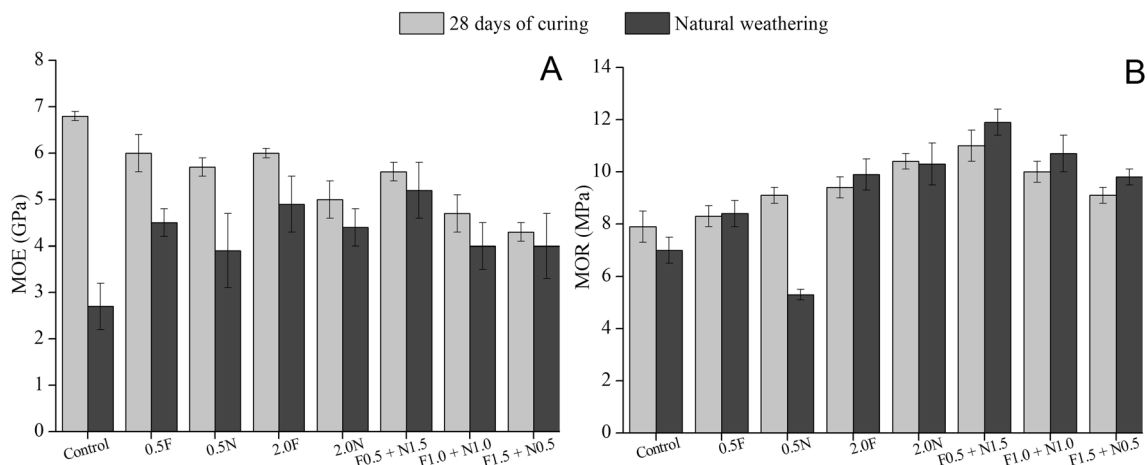 28 days of curing
Natural weathering
A
MOE (GPa)
8
7
6
5
4
3
2
1
0
Control
0.5F
0.5N
2.0F
2.0N
F0.5 + N1.5
F1.0 + N1.0
F1.5 + N0.5
B
MOR (MPa)
14
12
10
8
6
4
2
0
Control
0.5F
0.5N
2.0F
2.0N
F0.5 + N1.5
F1.0 + N1.0
F1.5 + N0.5